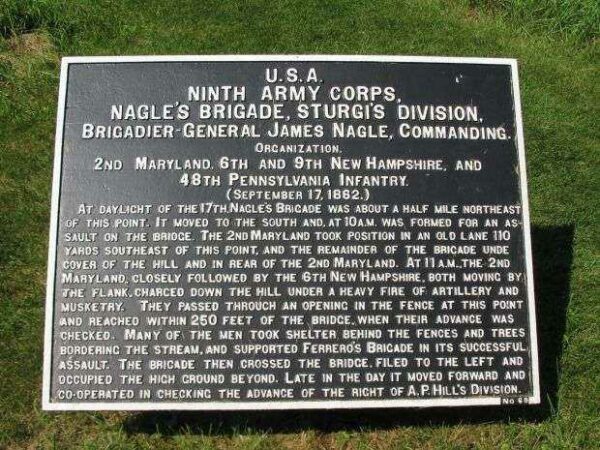 U.S.A.
NINTH ARMY CORPS,
NAGLE'S BRIGADE, STURGI'S DIVISION,
BRIGADIER-GENERAL JAMES NAGLE, COMMANDING.
ORGANIZATION.
2ND MARYLAND, 6TH AND 9TH NEW HAMPSHIRE, AND
48TH PENNSYLVANIA INFANTRY.
(SEPTEMBER 17, 1862.)
AT DAYLIGHT OF THE 17TH, NAGLE'S BRIGADE WAS ABOUT A HALF MILE NORTHEAST
OF THIS POINT. IT MOVED TO THE SOUTH AND, AT 10 A.M. WAS FORMED FOR AN AS-
SAULT ON THE BRIDGE. THE 2ND MARYLAND TOOK POSITION IN AN OLD LANE 110
YARDS SOUTHEAST OF THIS POINT, AND THE REMAINDER OF THE BRIGADE UNDER
COVER OF THE HILL AND IN REAR OF THE 2ND MARYLAND. AT 11 A.M., THE 2ND
MARYLAND, CLOSELY FOLLOWED BY THE 6TH NEW HAMPSHIRE, BOTH MOVING BY
THE FLANK, CHARGED DOWN THE HILL UNDER A HEAVY FIRE OF ARTILLERY AND
MUSKETRY. THEY PASSED THROUGH AN OPENING IN THE FENCE AT THIS POINT
AND REACHED WITHIN 250 FEET OF THE BRIDGE, WHEN THEIR ADVANCE WAS
CHECKED. MANY OF THE MEN TOOK SHELTER BEHIND THE FENCES AND TREES
BORDERING THE STREAM, AND SUPPORTED FERRERO'S BRIGADE IN ITS SUCCESSFUL
ASSAULT. THE BRIGADE THEN CROSSED THE BRIDGE, FILED TO THE LEFT AND
OCCUPIED THE HIGH GROUND BEYOND. LATE IN THE DAY IT MOVED FORWARD AND
CO-OPERATED IN CHECKING THE ADVANCE OF THE RIGHT OF A.P. HILL'S DIVISION.
NO.